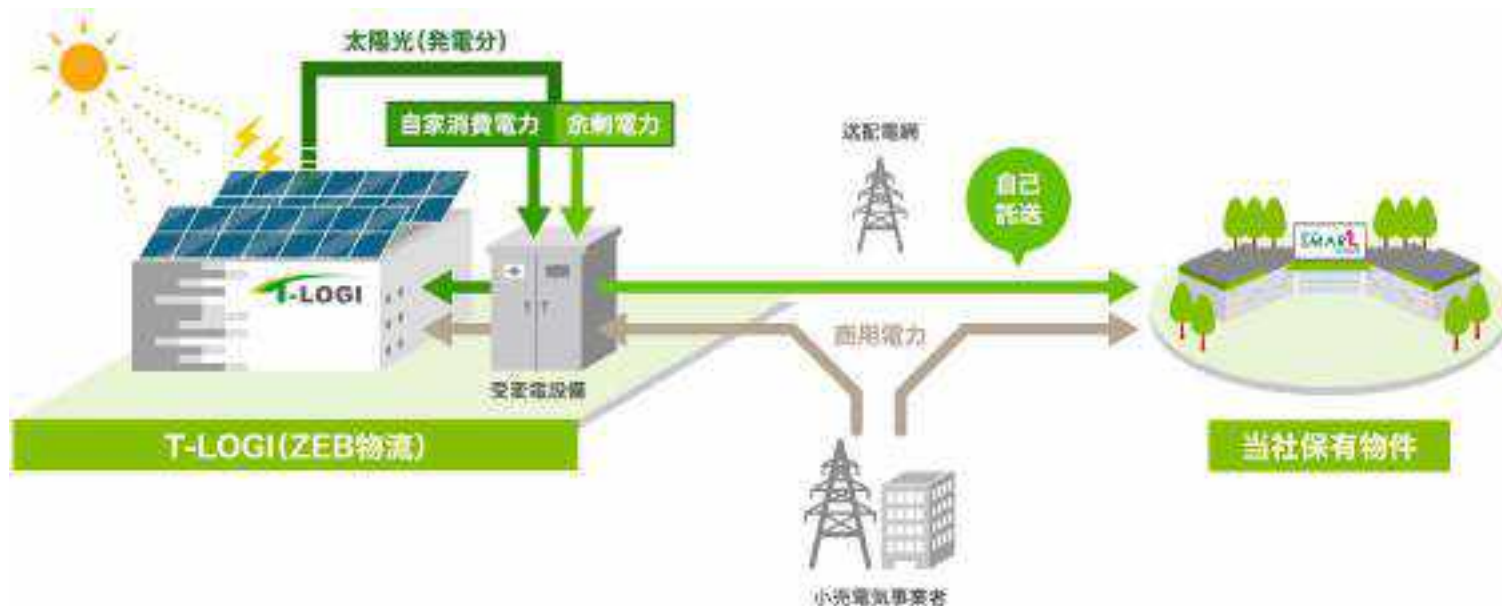 太陽光(発電分)
自家消費電力
余剰電力
送配電網
自己
託送
T-LOGI
SMARK
商用電力
受変電設備
T-LOGI(ZEB物流)
当社保有物件
小売電気事業者